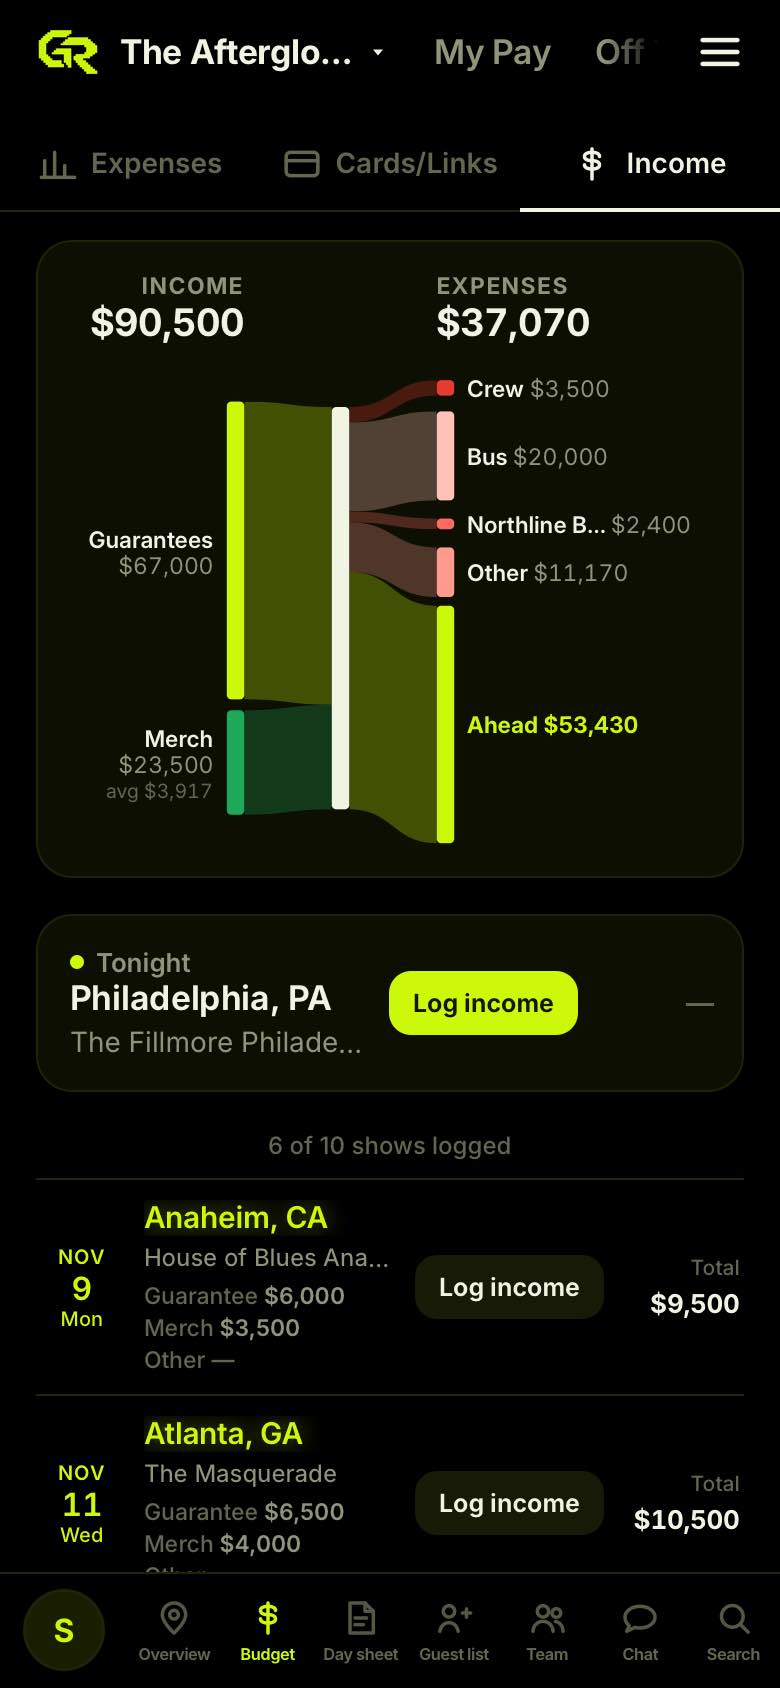 GR The Afterglo... My Pay Off
Expenses Cards/Links Income
INCOME
$90,500
EXPENSES
$37,070
Crew $3,500
Bus $20,000
Northline B... $2,400
Other $11,170
Guarantees
$67,000
Ahead $53,430
Merch
$23,500
avg $3,917
Tonight
Philadelphia, PA
The Fillmore Philade...
Log income
—
6 of 10 shows logged
NOV
9
Mon
Anaheim, CA
House of Blues Ana...
Guarantee $6,000
Merch $3,500
Other —
Log income
Total
$9,500
NOV
11
Wed
Atlanta, GA
The Masquerade
Guarantee $6,500
Merch $4,000
Log income
Total
$10,500
S
Overview Budget Day sheet Guest list Team Chat Search